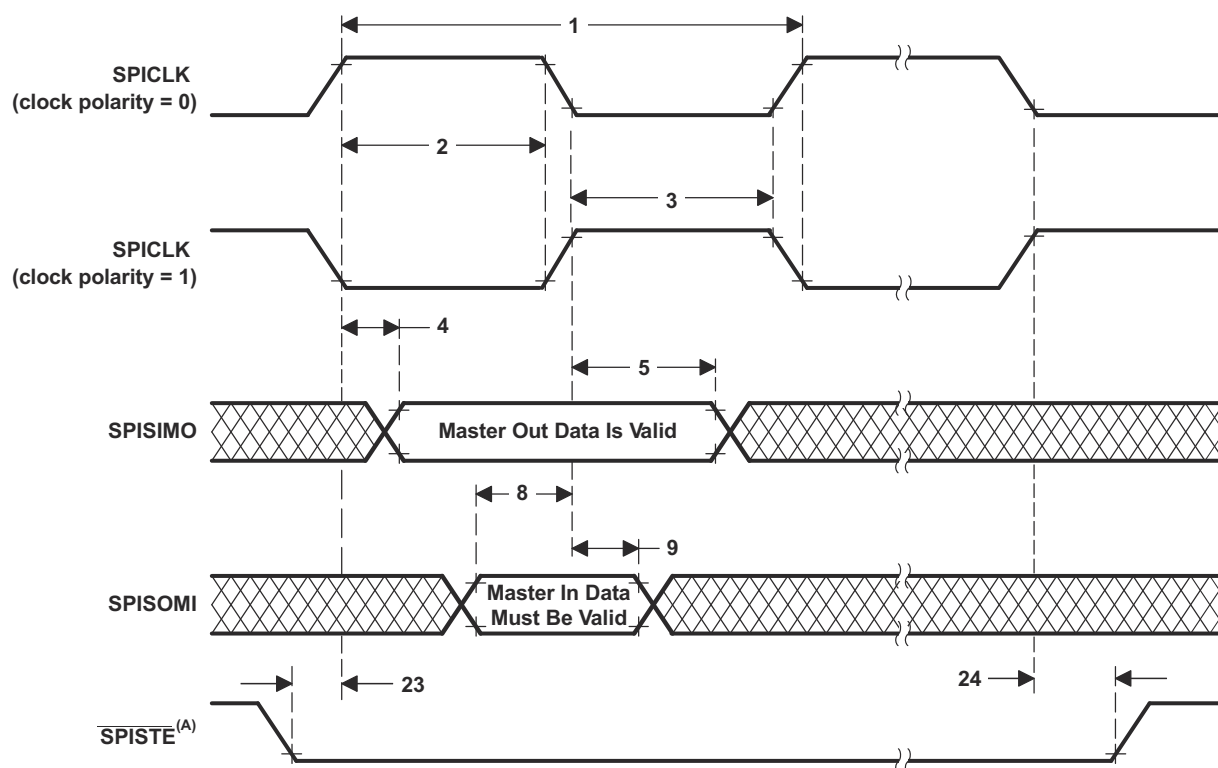 1
SPICLK
(clock polarity = 0)
2
3
SPICLK
(clock polarity = 1)
4
5
SPISIMO
Master Out Data Is Valid
8
9
SPISOMI
Master In Data
Must Be Valid
23
24
SPISTE(A)